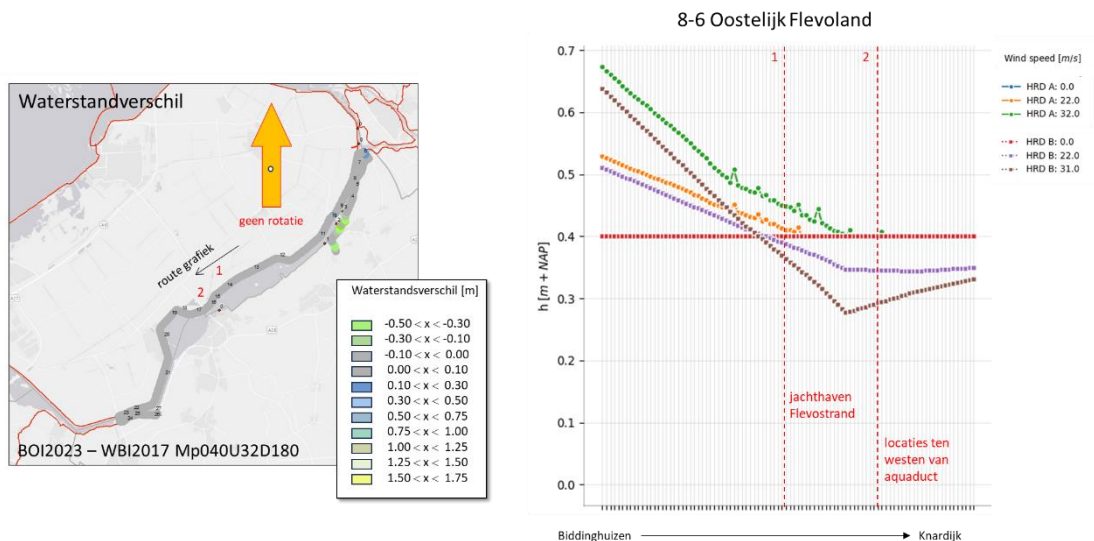 Waterstandverschil
geen rotatie
route grafiek
1
2
BOI2023 – WBI2017 Mp040U32D180
Waterstandsverschil [m]
-0.50 < x < -0.30
-0.30 < x < -0.10
-0.10 < x < 0.00
0.00 < x < 0.10
0.10 < x < 0.30
0.30 < x < 0.50
0.50 < x < 0.75
0.75 < x < 1.00
1.00 < x < 1.25
1.25 < x < 1.50
1.50 < x < 1.75
8-6 Oostelijk Flevoland
h [m + NAP]
0.7
0.6
0.5
0.4
0.3
0.2
0.1
0.0
1
2
jachthaven
Flevostrand
locaties ten
westen van
aquaduct
Biddinghuizen
Knardijk
Wind speed [m/s]
HRD A: 0.0
HRD A: 22.0
HRD A: 32.0
HRD B: 0.0
HRD B: 22.0
HRD B: 31.0